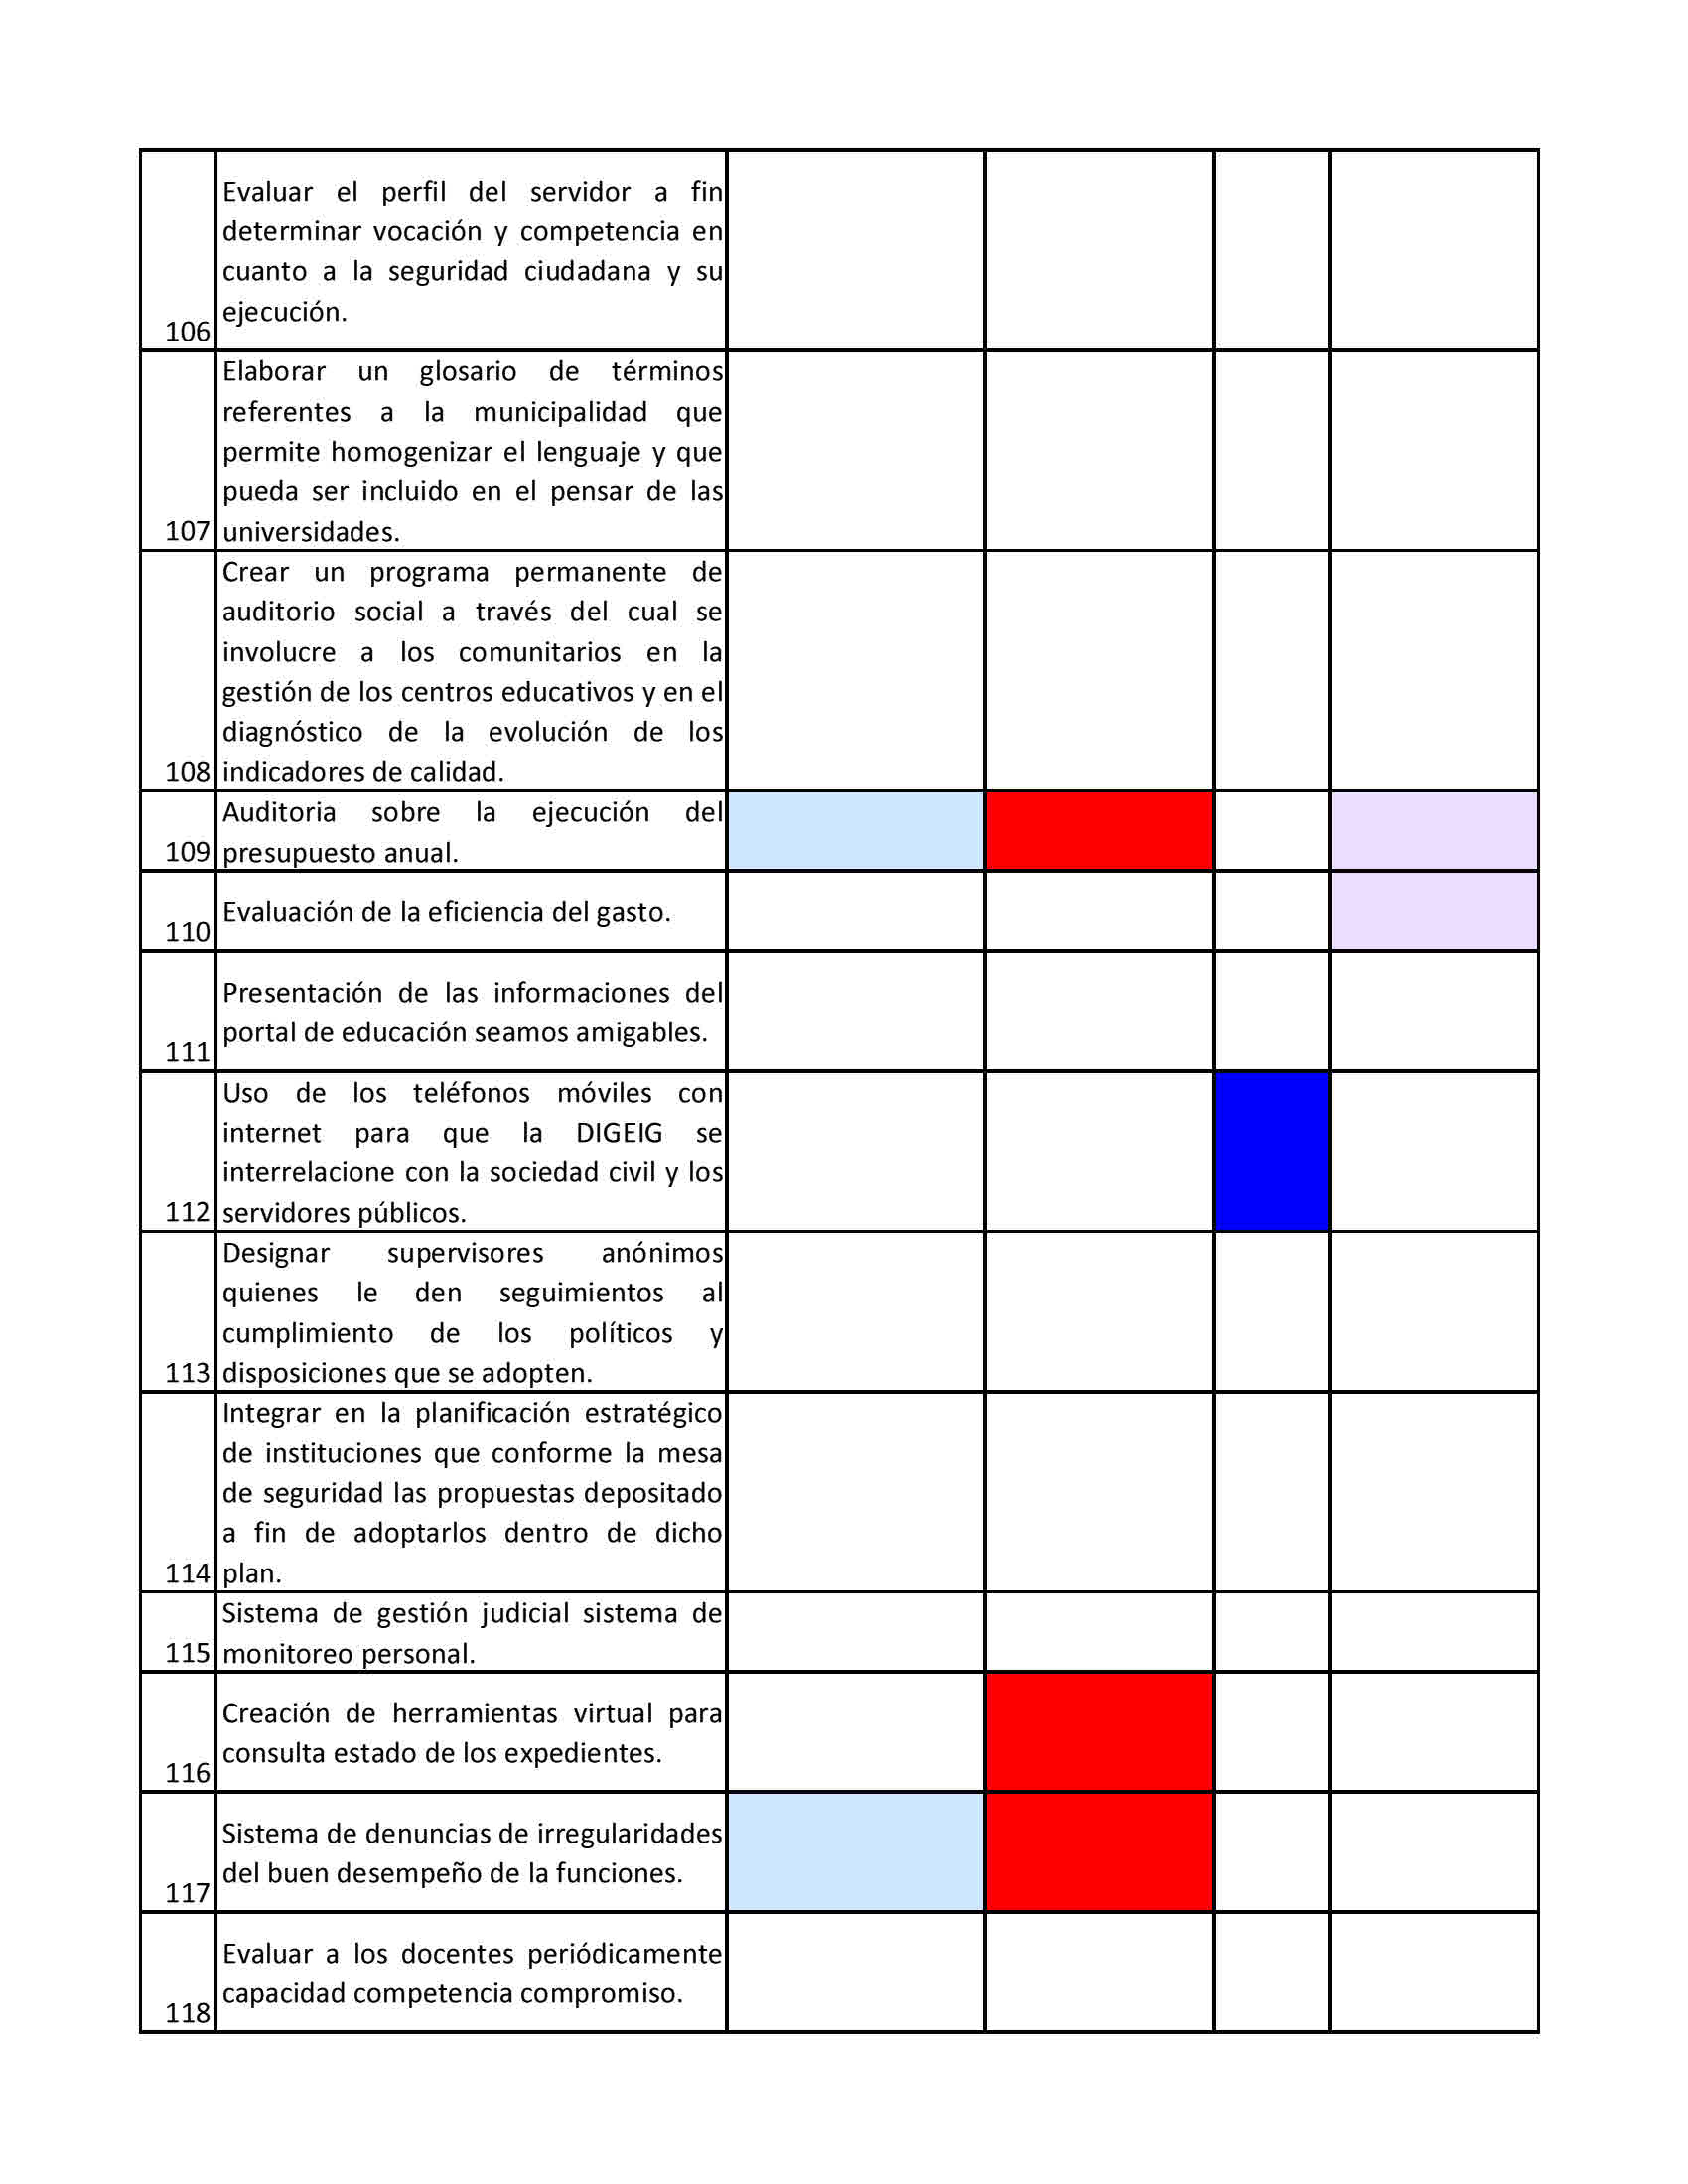 Evaluar el perfil del servidor a fin
determinar vocación y competencia en
cuanto a la seguridad ciudadana y su
ejecución.
106
Elaborar un glosario de términos
referentes a la municipalidad que
permite homogenizar el lenguaje y que
pueda ser incluido en el pensar de las
107 universidades.
Crear un programa permanente de
auditorio social a través del cual se
involucre a los comunitarios en la
gestión de los centros educativos y en el
diagnóstico de la evolución de los
108 indicadores de calidad.
Auditoria sobre la ejecución del
109 presupuesto anual.
Evaluación de la eficiencia del gasto.
110
Presentación de las informaciones del
portal de educación seamos amigables.
111
Uso de los teléfonos móviles con
internet para que la DIGEIG se
interrelacione con la sociedad civil y los
112 servidores públicos.
Designar supervisores anónimos
quienes le den seguimientos al
cumplimiento de los políticos y
113 disposiciones que se adopten.
Integrar en la planificación estratégico
de instituciones que conforme la mesa
de seguridad las propuestas depositado
a fin de adoptarlos dentro de dicho
114 plan.
Sistema de gestión judicial sistema de
115 monitoreo personal.
Creación de herramientas virtual para
consulta estado de los expedientes.
116
Sistema de denuncias de irregularidades
del buen desempeño de la funciones.
117
Evaluar a los docentes periódicamente
capacidad competencia compromiso.
118